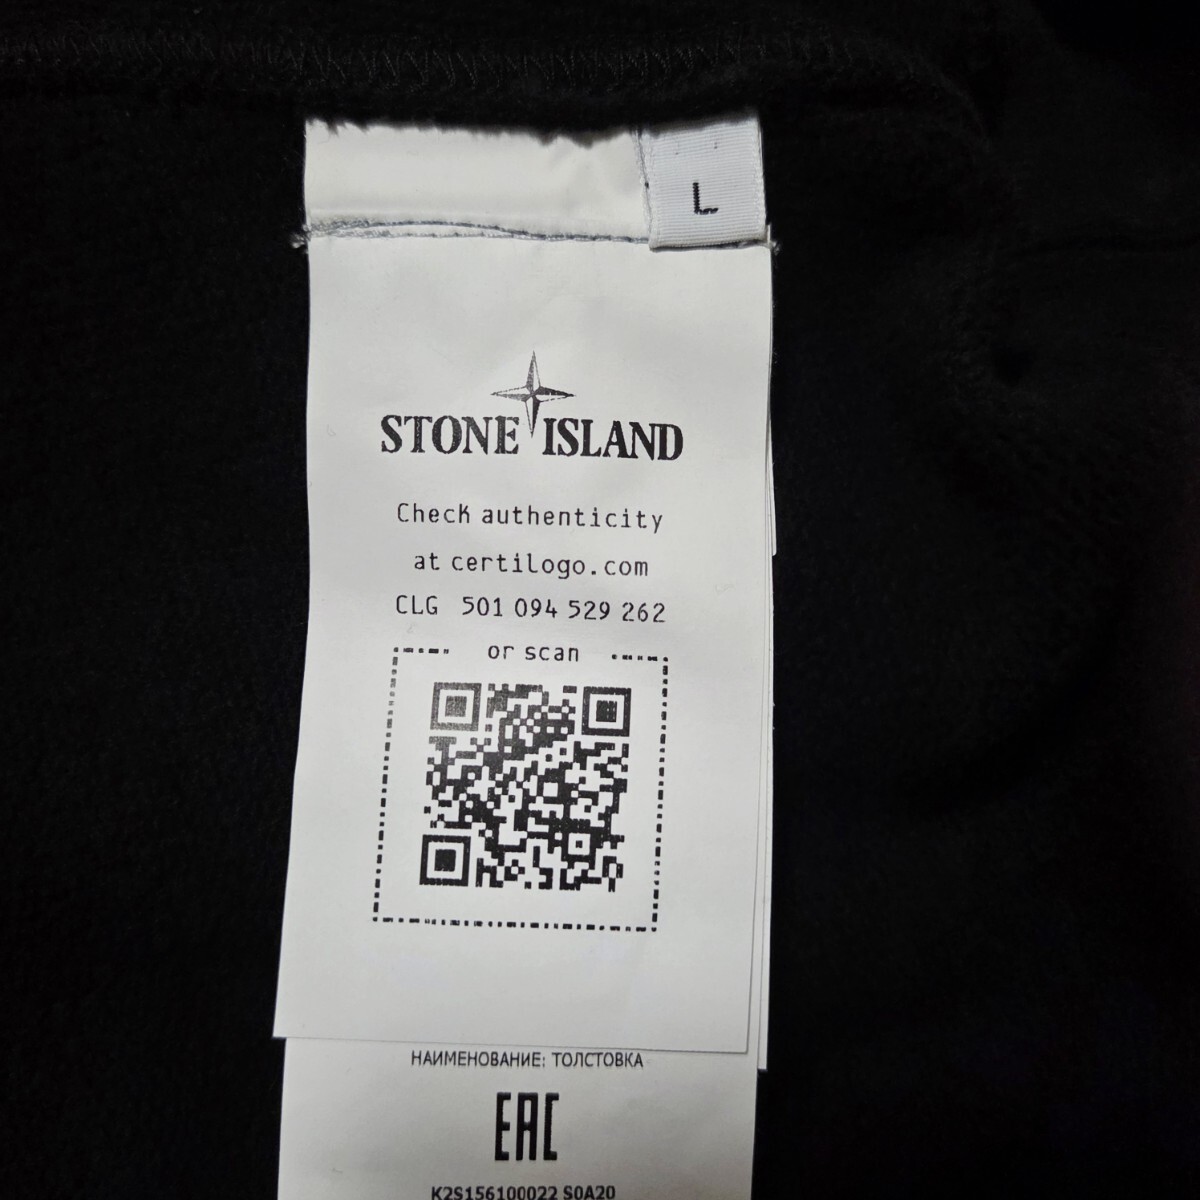 L
STONE ISLAND
Check authenticity
at certilogo.com
CLG 501 094 529 262
or scan
НАИМЕНОВАНИЕ: ТОЛСТОВКА
EAC
K2S156100022 S0A20